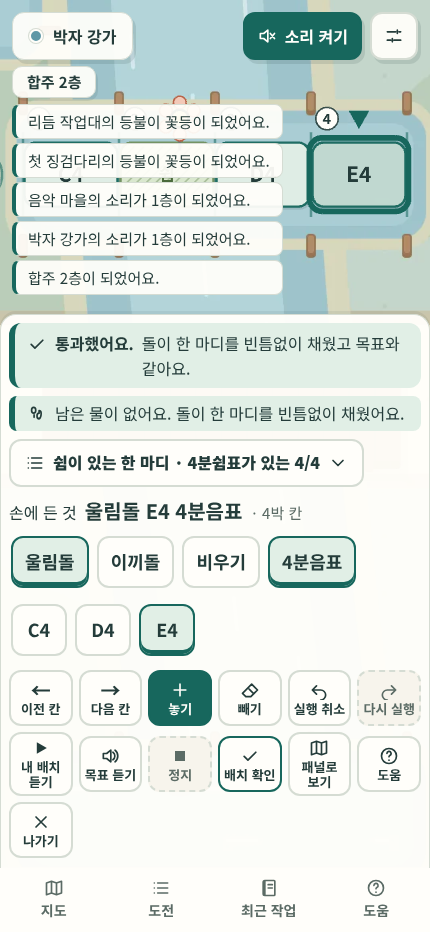 박자 강가
소리 켜기
합주 2층
리듬 작업대의 등불이 꽃등이 되었어요.
4
첫 징검다리의 등불이 꽃등이 되었어요.
E4
음악 마을의 소리가 1층이 되었어요.
박자 강가의 소리가 1층이 되었어요.
합주 2층이 되었어요.
통과했어요. 돌이 한 마디를 빈틈없이 채웠고 목표와
같아요.
남은 물이 없어요. 돌이 한 마디를 빈틈없이 채웠어요.
쉼이 있는 한 마디 · 4분쉼표가 있는 4/4
손에 든 것 울림돌 E4 4분음표 · 4박 칸
울림돌 이끼돌 비우기 4분음표
C4 D4 E4
이전 칸 다음 칸 놓기 빼기 실행 취소 다시 실행
내 배치
듣기
목표 듣기 정지 배치 확인
패널로
보기
도움
나가기
지도 도전 최근 작업 도움